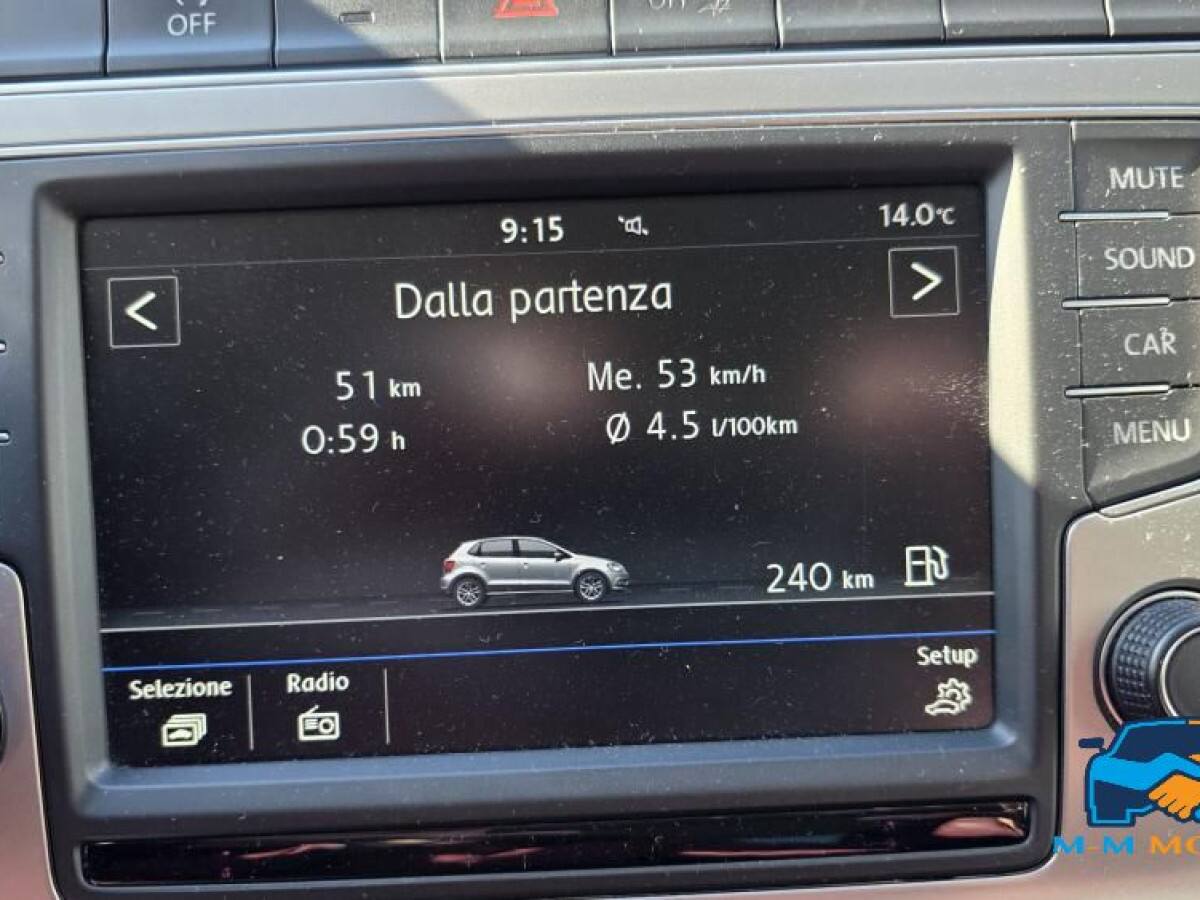 OFF
OFF
9:15
14.0°C
Dalla partenza
51 km
Me. 53 km/h
0:59 h
Ø 4.5 l/100km
240 km
Selezione
Radio
Setup
MUTE
SOUND
CAR
MENU
M-M